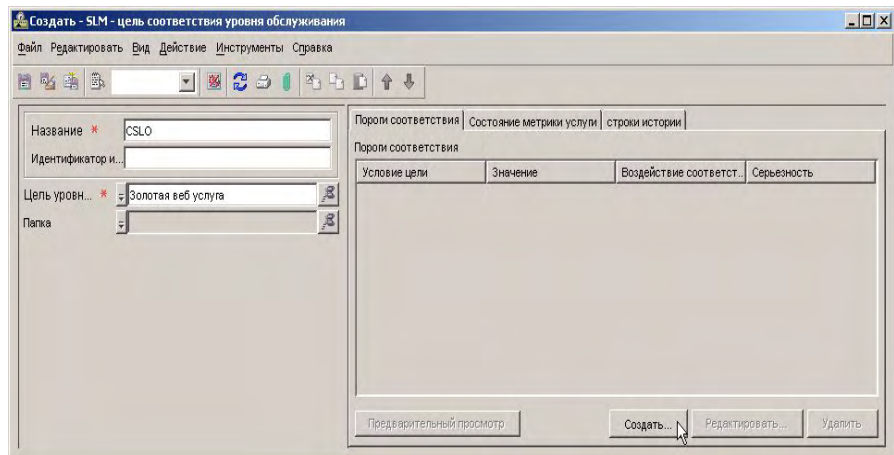 Создать - SLM - цель соответствия уровня обслуживания
Файл Редактировать Вид Действие Инструменты Справка
Название * CSLO
Идентификатор и...
Цель уровн... * Золотая веб услуга
Папка
Пороги соответствия Состояние метрики услуги строки истории
Пороги соответствия
Условие цели Значение Воздействие соответст.. Серьезность
Предварительный просмотр Создать... Редактировать... Удалить